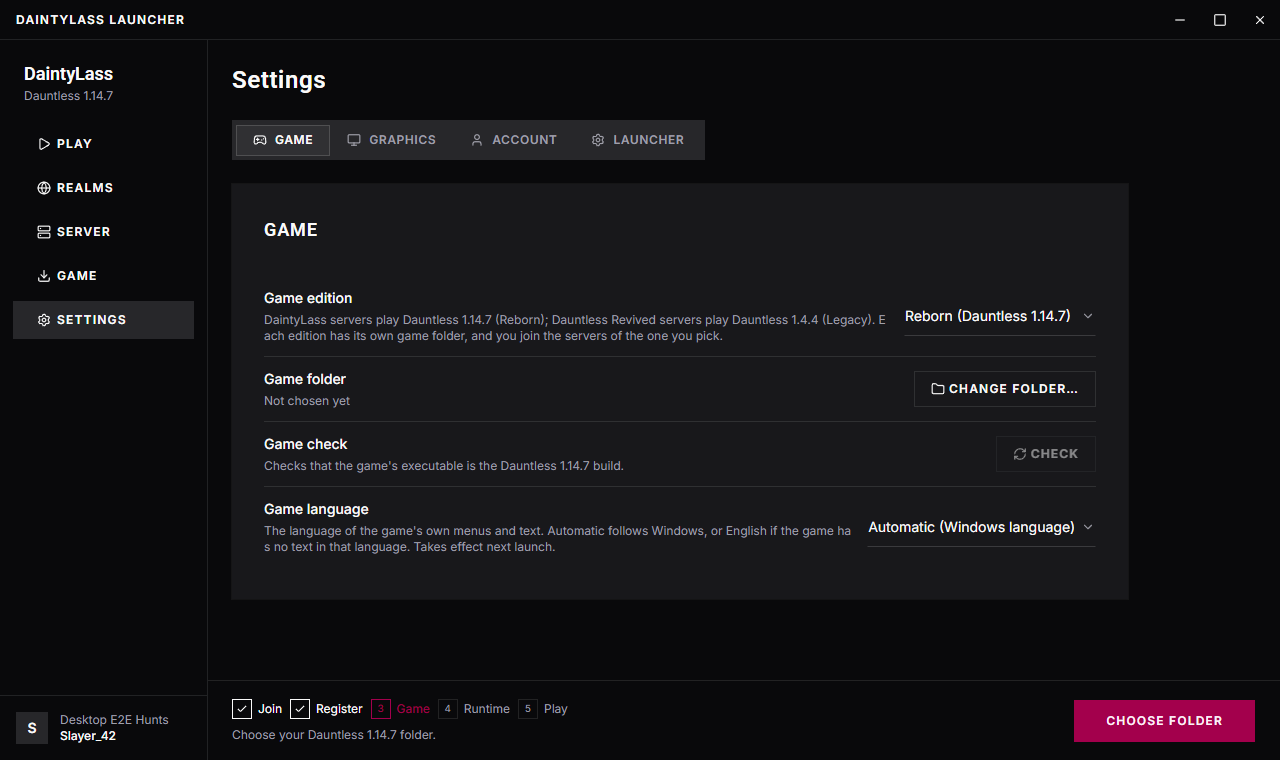 DAINTYLASS LAUNCHER
DaintyLass
Dauntless 1.14.7
PLAY
REALMS
SERVER
GAME
SETTINGS
Desktop E2E Hunts
S
Slayer_42
Settings
GAME
GRAPHICS
ACCOUNT
LAUNCHER
GAME
Game edition
DaintyLass servers play Dauntless 1.14.7 (Reborn); Dauntless Revived servers play Dauntless 1.4.4 (Legacy). E
ach edition has its own game folder, and you join the servers of the one you pick.
Reborn (Dauntless 1.14.7)
Game folder
Not chosen yet
CHANGE FOLDER...
Game check
Checks that the game's executable is the Dauntless 1.14.7 build.
CHECK
Game language
The language of the game's own menus and text. Automatic follows Windows, or English if the game ha
s no text in that language. Takes effect next launch.
Automatic (Windows language)
Join Register 3 Game 4 Runtime 5 Play
Choose your Dauntless 1.14.7 folder.
CHOOSE FOLDER